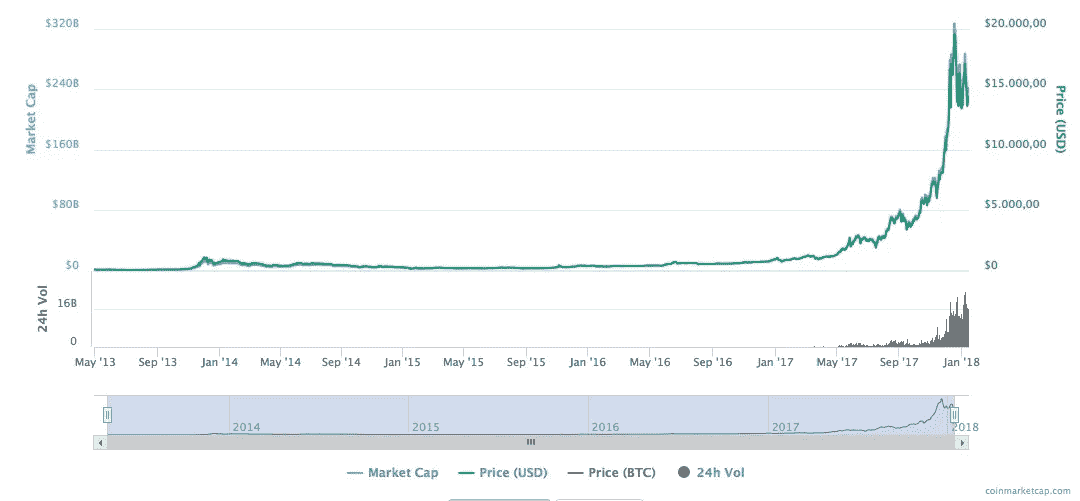 $320B
$20.000,00
$240B
$15.000,00
Market Cap
Price (USD)
$160B
$10.000,00
$80B
$5.000,00
$0
$0
24h Vol
16B
0
May '13 Sep '13 Jan '14 May '14 Sep '14 Jan '15 May '15 Sep '15 Jan '16 May '16 Sep '16 Jan '17 May '17 Sep '17 Jan '18
2014 2015 2016 2017 2018
Market Cap Price (USD) Price (BTC) 24h Vol
coinmarketcap.com